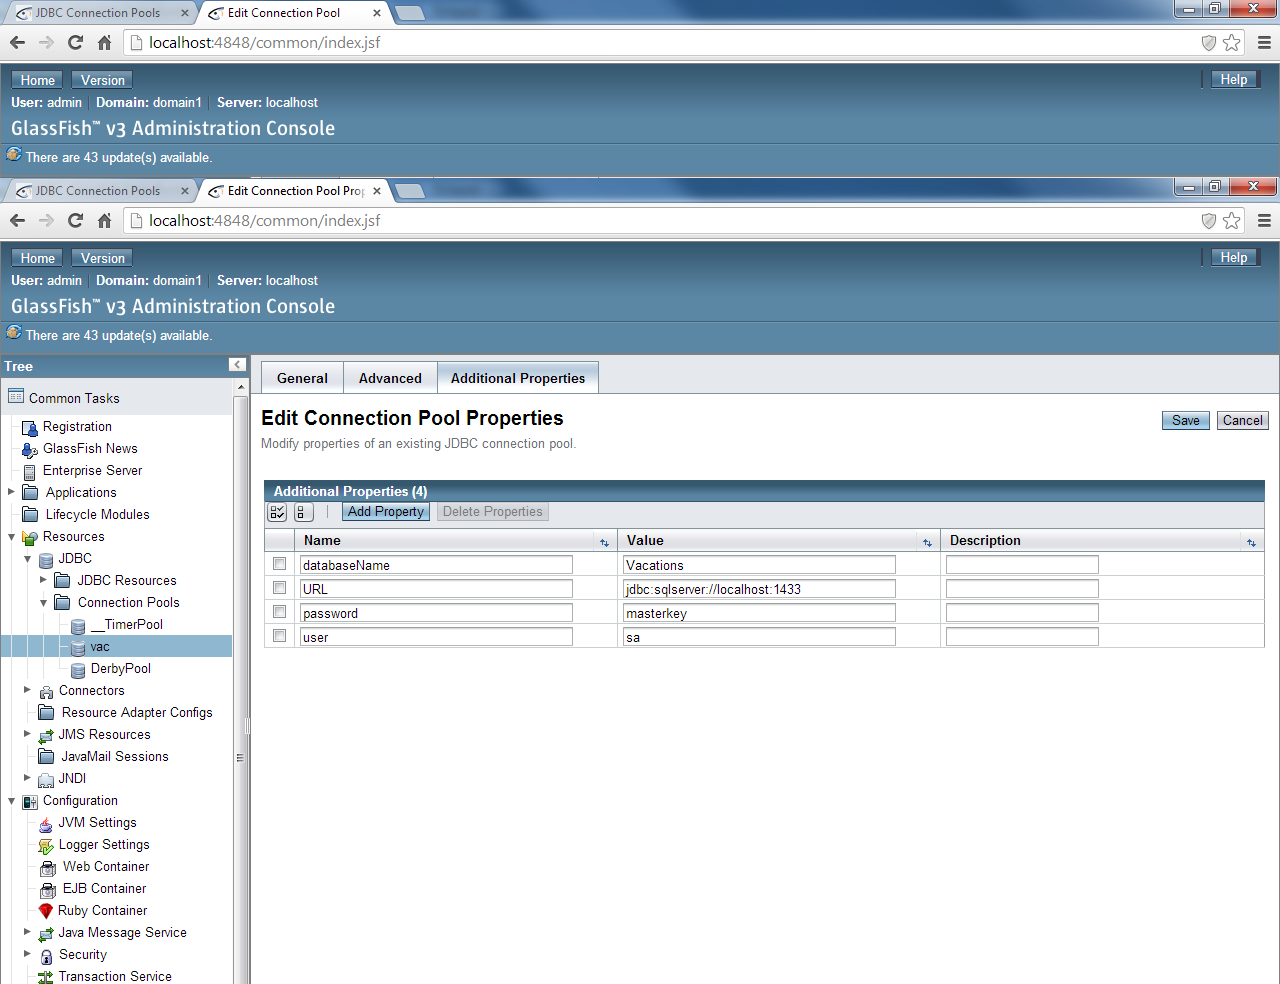 JDBC Connection Pools
Edit Connection Pool
localhost:4848/common/index.jsf
Home Version Help
User: admin Domain: domain1 Server: localhost
GlassFish™ v3 Administration Console
There are 43 update(s) available.
JDBC Connection Pools
Edit Connection Pool Prop
localhost:4848/common/index.jsf
Home Version Help
User: admin Domain: domain1 Server: localhost
GlassFish™ v3 Administration Console
There are 43 update(s) available.
Tree
Common Tasks
Registration
GlassFish News
Enterprise Server
Applications
Lifecycle Modules
Resources
JDBC
JDBC Resources
Connection Pools
__TimerPool
vac
DerbyPool
Connectors
Resource Adapter Configs
JMS Resources
JavaMail Sessions
JNDI
Configuration
JVM Settings
Logger Settings
Web Container
EJB Container
Ruby Container
Java Message Service
Security
Transaction Service
General Advanced Additional Properties
Edit Connection Pool Properties
Save Cancel
Modify properties of an existing JDBC connection pool.
Additional Properties (4)
Add Property Delete Properties
Name Value Description
databaseName Vacations
URL jdbc:sqlserver://localhost:1433
password masterkey
user sa